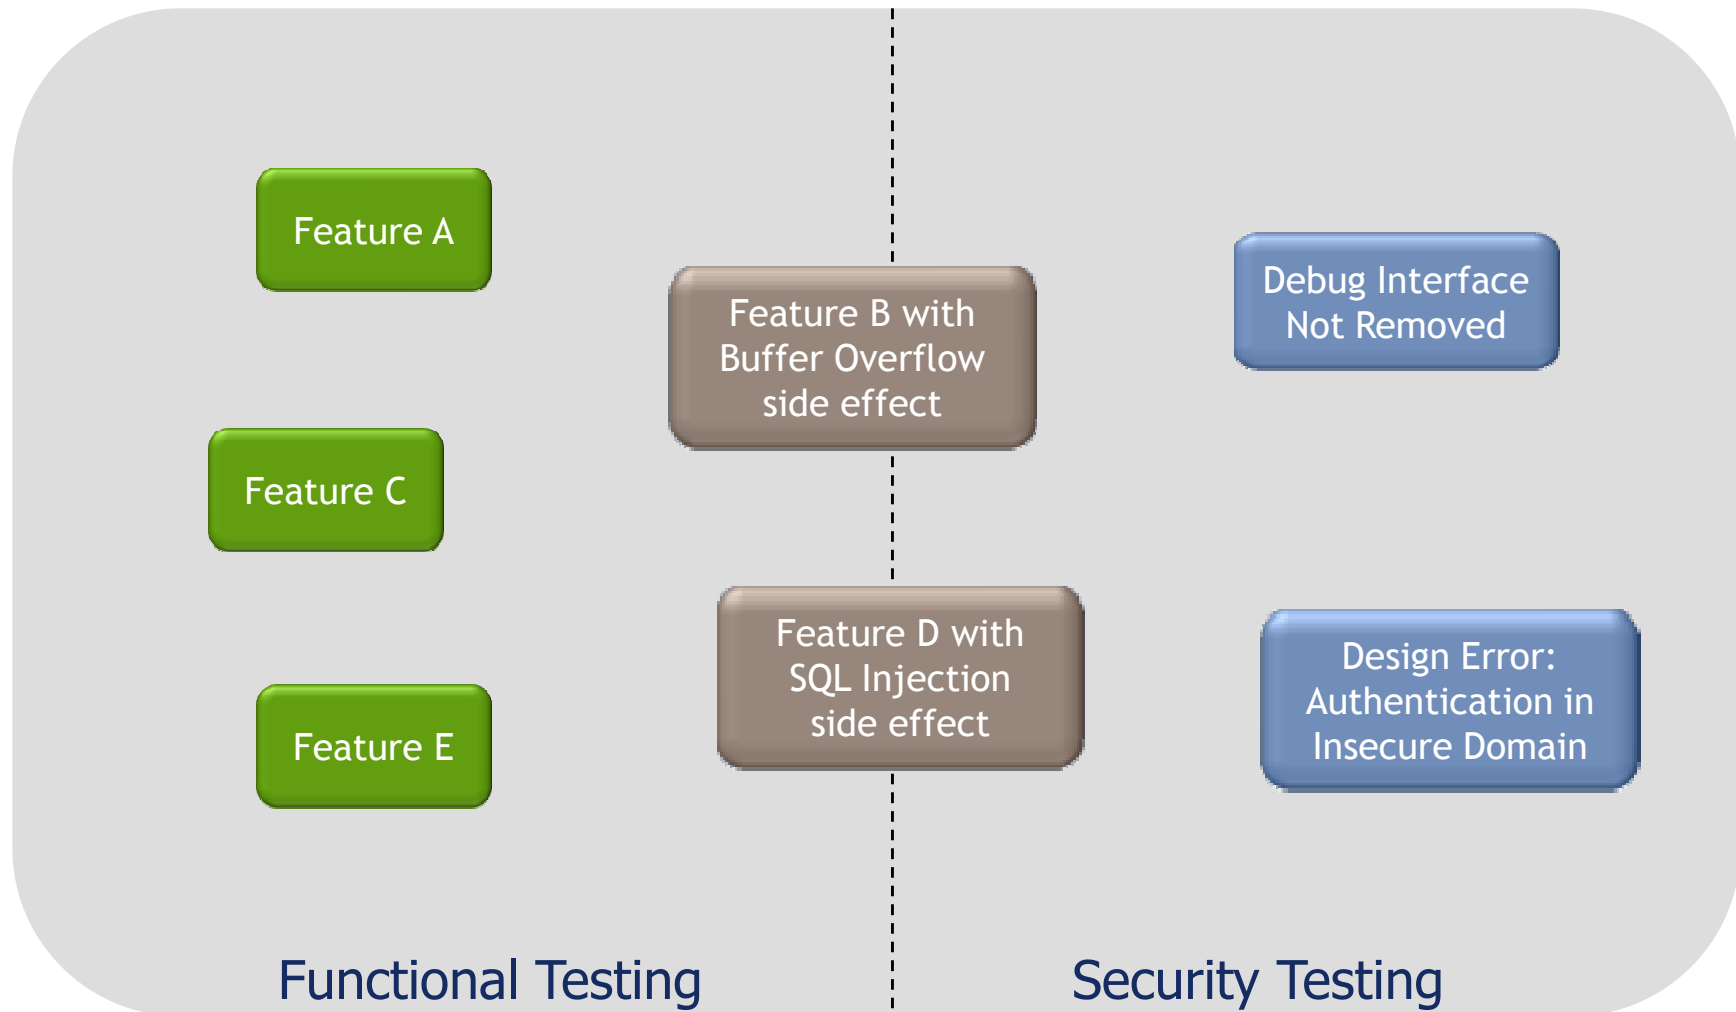 Feature A
Feature B with
Buffer Overflow
side effect
Debug Interface
Not Removed
Feature C
Feature D with
SQL Injection
side effect
Design Error:
Authentication in
Insecure Domain
Feature E
Functional Testing
Security Testing